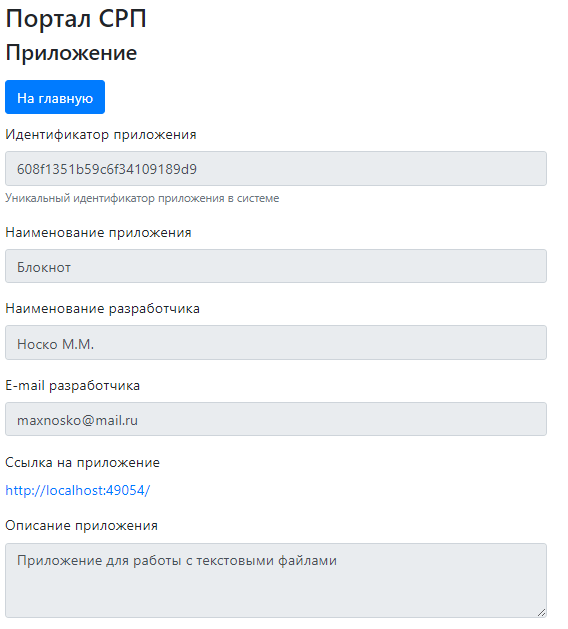 Портал СРП
Приложение
На главную
Идентификатор приложения
608f1351b59c6f34109189d9
Уникальный идентификатор приложения в системе
Наименование приложения
Блокнот
Наименование разработчика
Носко М.М.
E-mail разработчика
maxnosko@mail.ru
Ссылка на приложение
http://localhost:49054/
Описание приложения
Приложение для работы с текстовыми файлами